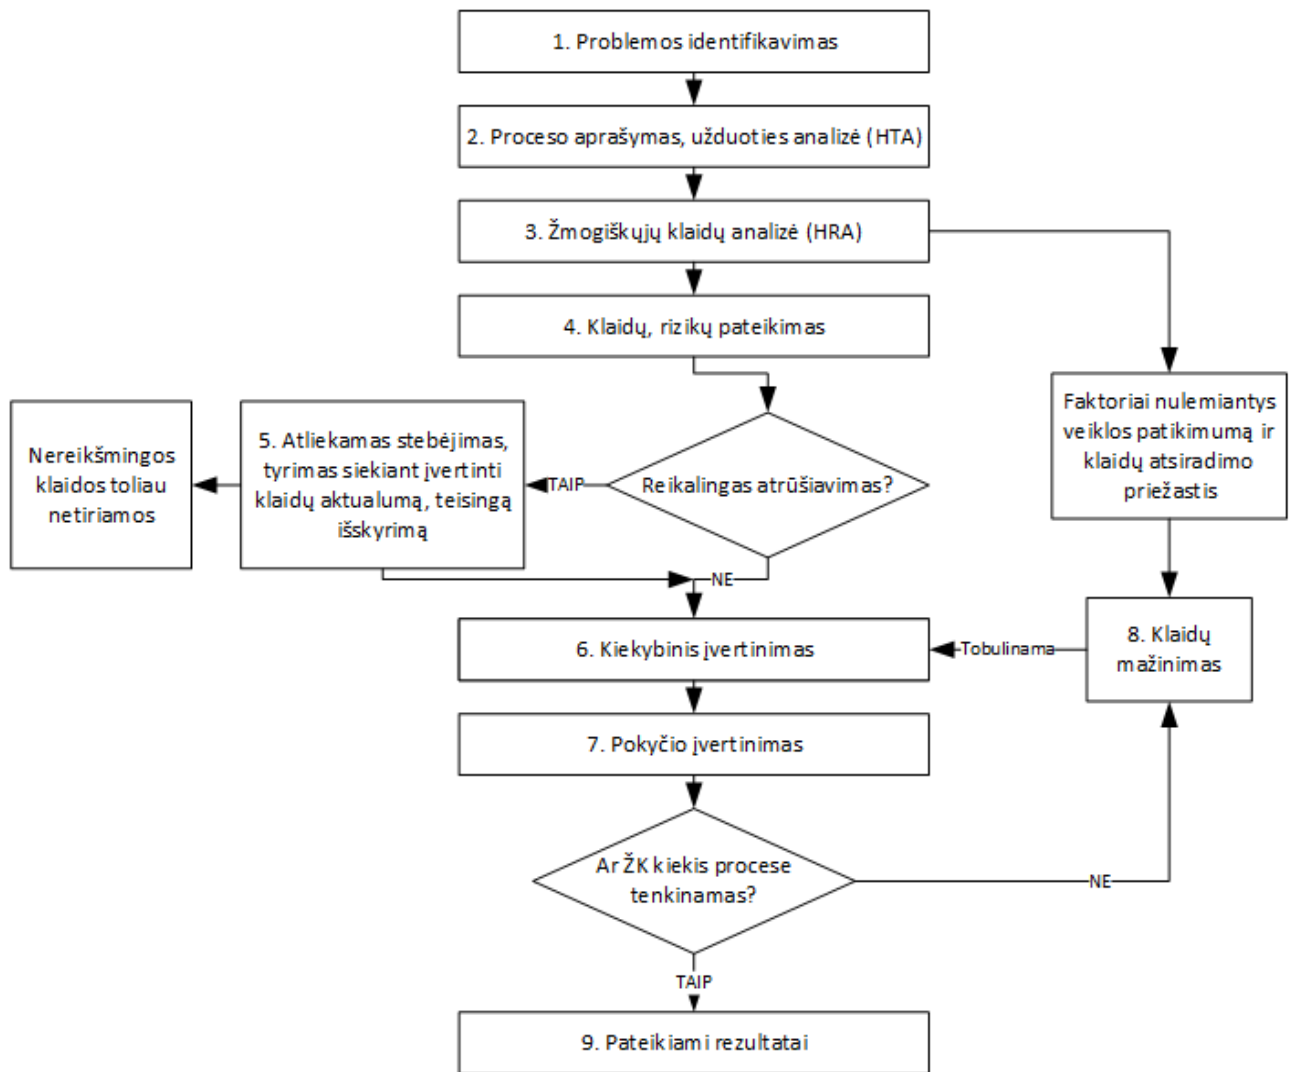 1. Problemos identifikavimas
2. Proceso aprašymas, užduoties analizė (HTA)
3. Žmogiškųjų klaidų analizė (HRA)
4. Klaidų, rizikų pateikimas
Nereikšmingos
klaidos toliau
netiriamos
5. Atliekamas stebėjimas,
tyrimas siekiant įvertinti
klaidų aktualumą, teisingą
išskyrimą
TAIP
Reikalingas atrūšiavimas?
Faktoriai nulemiantys
veiklos patikimumą ir
klaidų atsiradimo
priežastis
NE
6. Kiekybinis įvertinimas
Tobulinama
8. Klaidų
mažinimas
7. Pokyčio įvertinimas
Ar ŽK kiekis procese
tenkinamas?
NE
TAIP
9. Pateikiami rezultatai